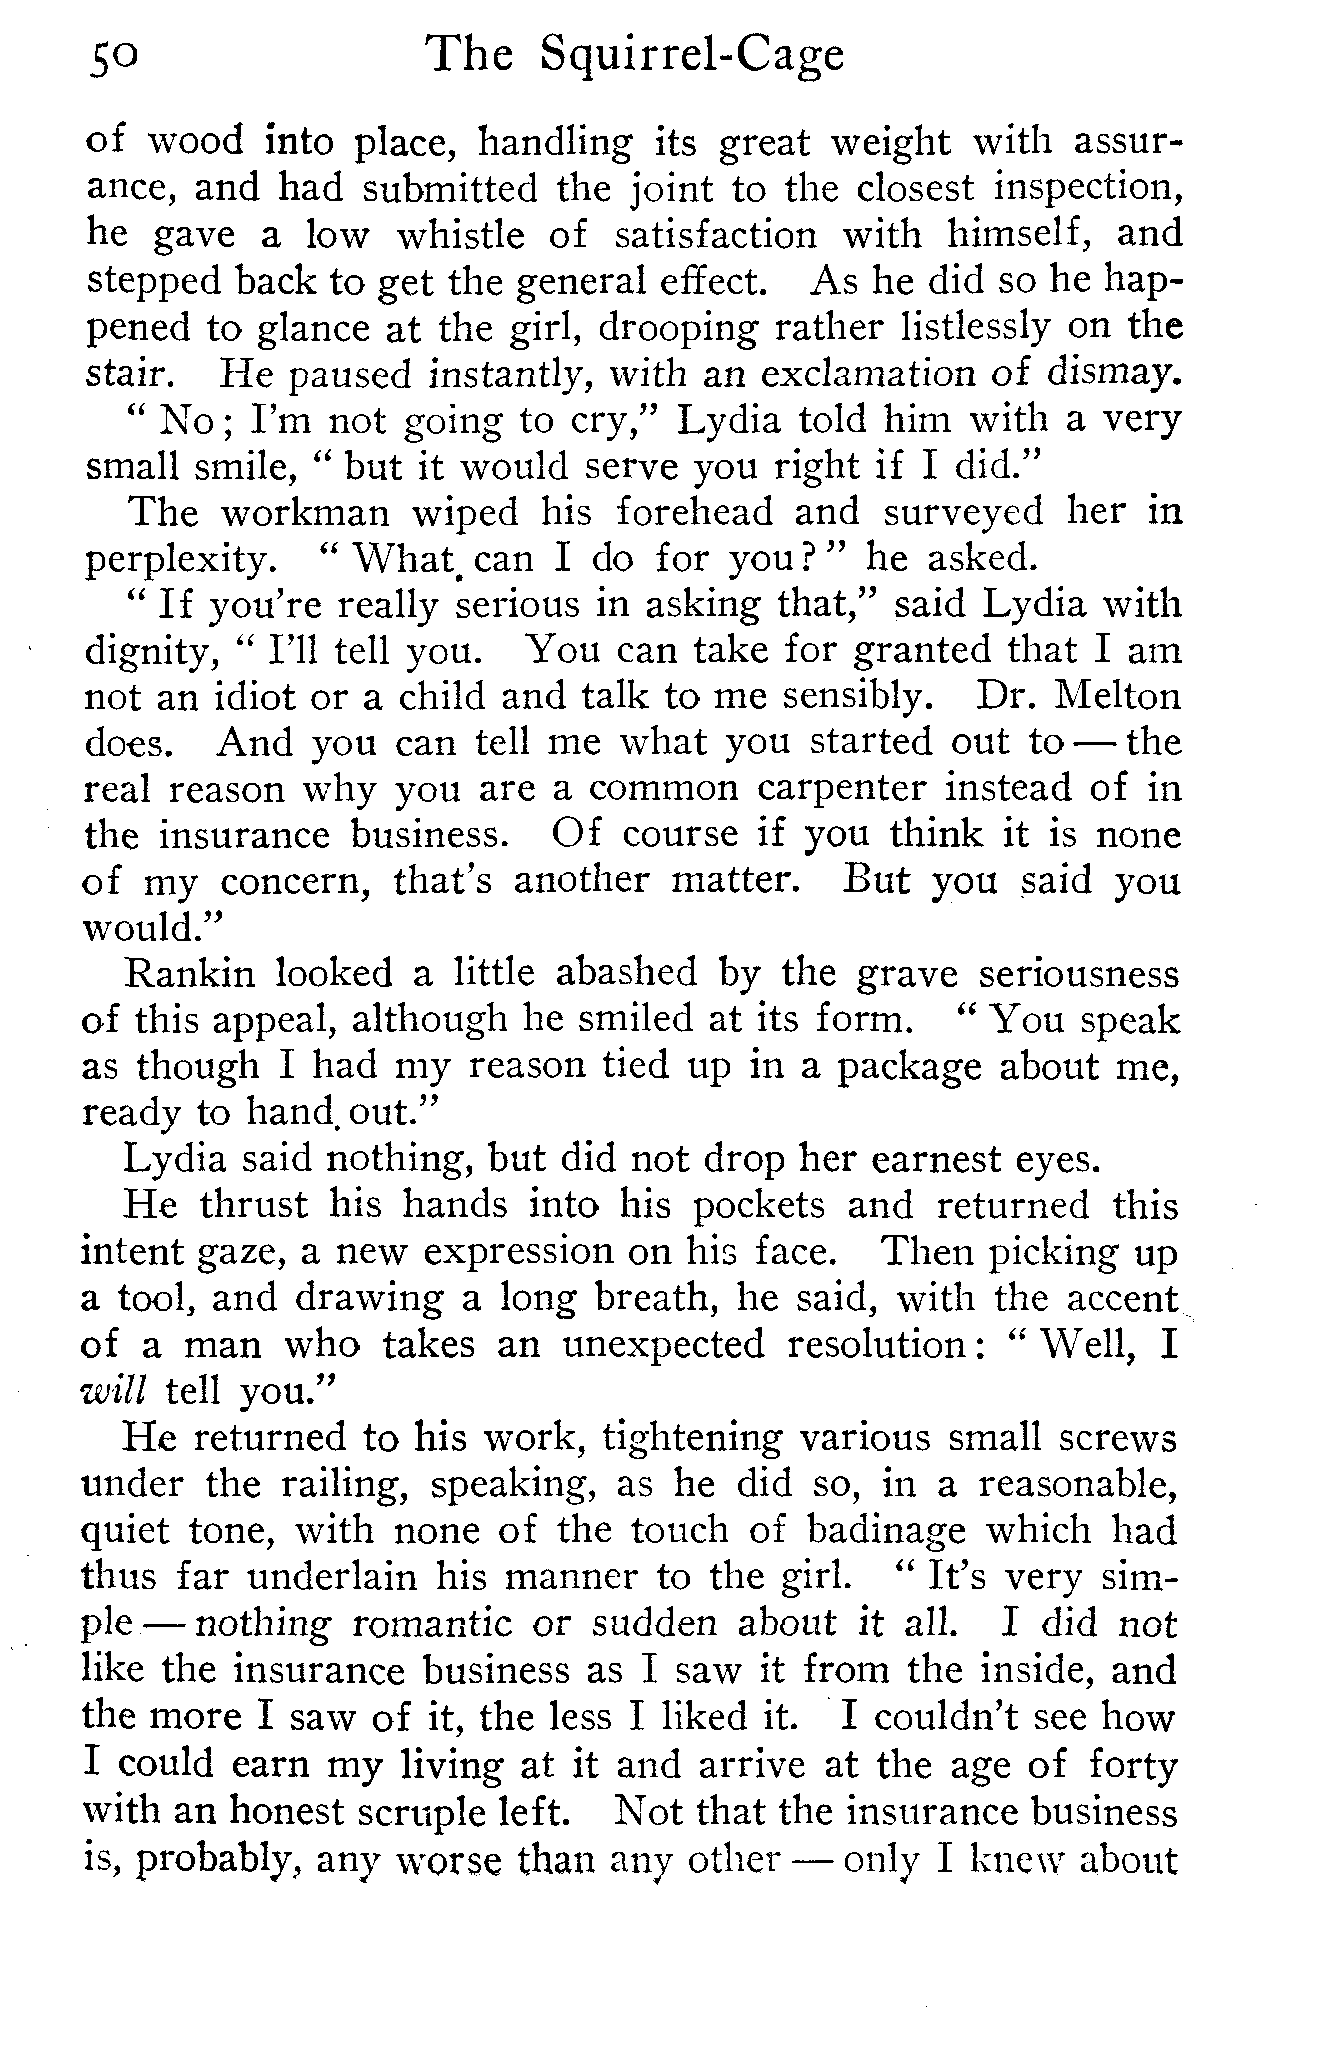 50 The Squirrel-Cage
of wood into place, handling its great weight with assur-
ance, and had submitted the joint to the closest inspection,
he gave a low whistle of satisfaction with himself, and
stepped back to get the general effect. As he did so he hap-
pened to glance at the girl, drooping rather listlessly on the
stair. He paused instantly, with an exclamation of dismay.
" No; I'm not going to cry," Lydia told him with a very
small smile, " but it would serve you right if I did."
The workman wiped his forehead and surveyed her in
perplexity. " What can I do for you?" he asked.
" If you're really serious in asking that," said Lydia with
dignity, " I'll tell you. You can take for granted that I am
not an idiot or a child and talk to me sensibly. Dr. Melton
does. And you can tell me what you started out to — the
real reason why you are a common carpenter instead of in
the insurance business. Of course if you think it is none
of my concern, that's another matter. But you said you
would."
Rankin looked a little abashed by the grave seriousness
of this appeal, although he smiled at its form. " You speak
as though I had my reason tied up in a package about me,
ready to hand out."
Lydia said nothing, but did not drop her earnest eyes.
He thrust his hands into his pockets and returned this
intent gaze, a new expression on his face. Then picking up
a tool, and drawing a long breath, he said, with the accent
of a man who takes an unexpected resolution: " Well, I
will tell you."
He returned to his work, tightening various small screws
under the railing, speaking, as he did so, in a reasonable,
quiet tone, with none of the touch of badinage which had
thus far underlain his manner to the girl. " It's very sim-
ple — nothing romantic or sudden about it all. I did not
like the insurance business as I saw it from the inside, and
the more I saw of it, the less I liked it. I couldn't see how
I could earn my living at it and arrive at the age of forty
with an honest scruple left. Not that the insurance business
is, probably, any worse than any other — only I knew about